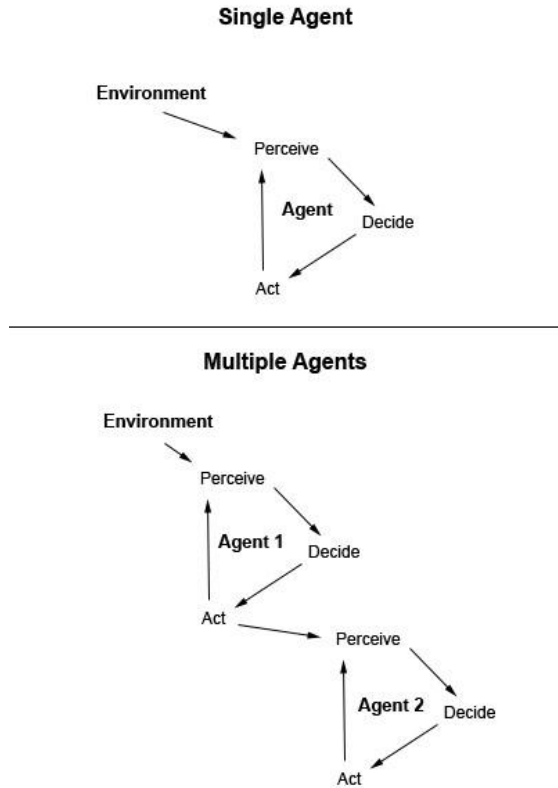 Single Agent
Environment
Perceive
Agent
Decide
Act
Multiple Agents
Environment
Perceive
Agent 1
Decide
Act
Perceive
Agent 2
Decide
Act